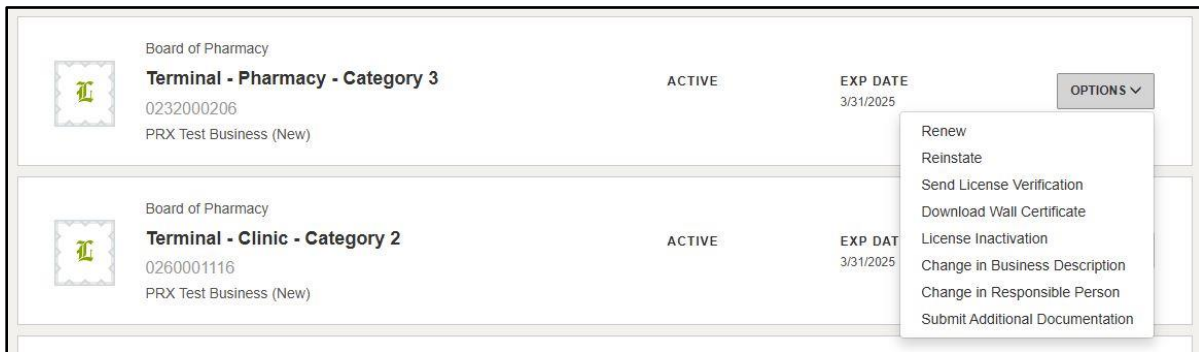 Board of Pharmacy
Terminal - Pharmacy - Category 3
0232000206
PRX Test Business (New)
ACTIVE
EXP DATE
3/31/2025
OPTIONS
Renew
Reinstate
Send License Verification
Download Wall Certificate
License Inactivation
Change in Business Description
Change in Responsible Person
Submit Additional Documentation
L
Board of Pharmacy
Terminal - Clinic - Category 2
0260001116
PRX Test Business (New)
ACTIVE
EXP DAT
3/31/2025
L